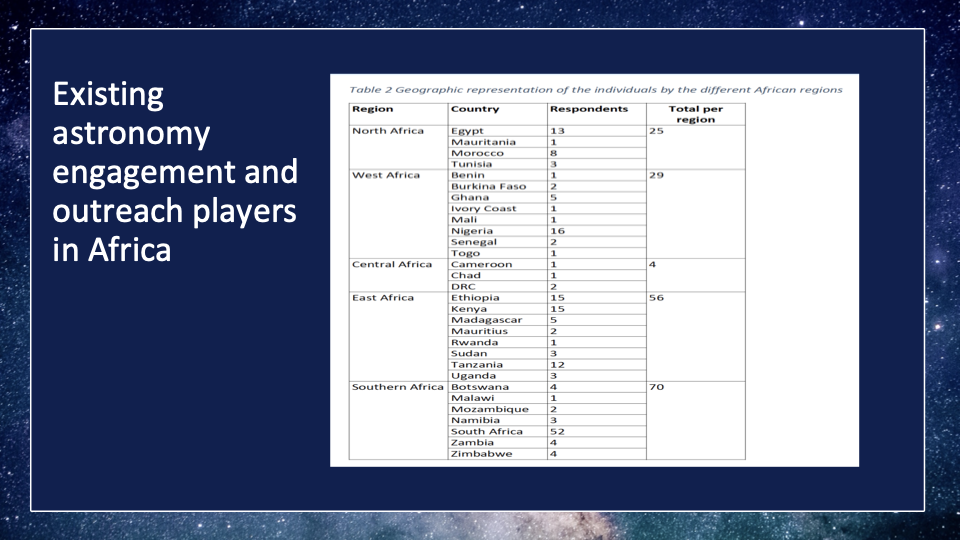 Existing
astronomy
engagement and
outreach players
in Africa
Table 2 Geographic representation of the individuals by the different African regions
Region Country Respondents Total per
region
North Africa Egypt 13 25
Mauritania 1
Morocco 8
Tunisia 3
West Africa Benin 1 29
Burkina Faso 2
Ghana 5
Ivory Coast 1
Mali 1
Nigeria 16
Senegal 2
Togo 1
Central Africa Cameroon 1 4
Chad 1
DRC 2
East Africa Ethiopia 15 56
Kenya 15
Madagascar 5
Mauritius 2
Rwanda 1
Sudan 3
Tanzania 12
Uganda 3
Southern Africa Botswana 4 70
Malawi 1
Mozambique 2
Namibia 3
South Africa 52
Zambia 4
Zimbabwe 4